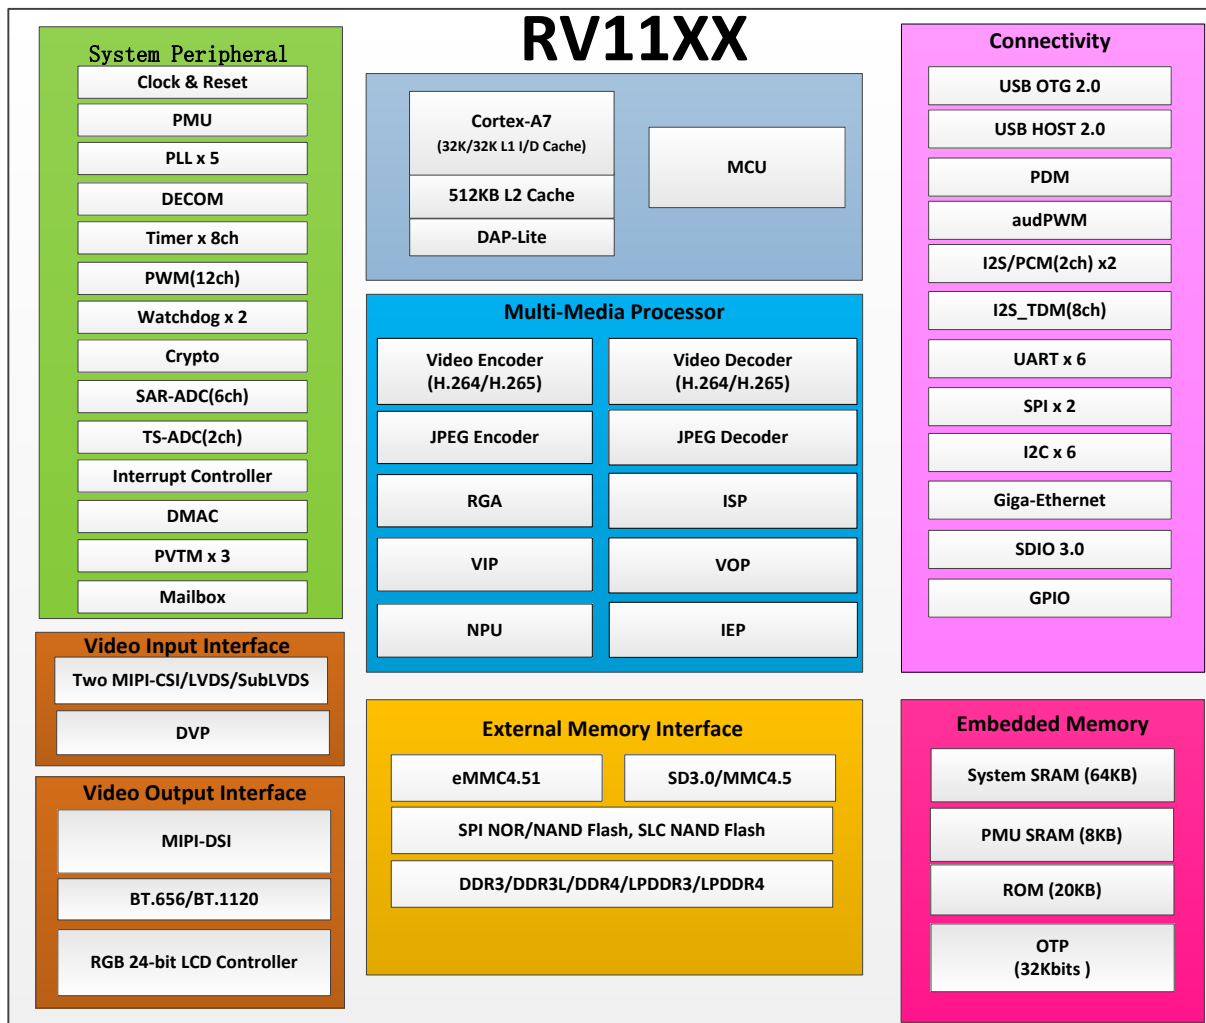 RV11XX
System Peripheral
Clock & Reset
PMU
PLL x 5
DECOM
Timer x 8ch
PWM(12ch)
Watchdog x 2
Crypto
SAR-ADC(6ch)
TS-ADC(2ch)
Interrupt Controller
DMAC
PVTM x 3
Mailbox
Video Input Interface
Two MIPI-CSI/LVDS/SubLVDS
DVP
Video Output Interface
MIPI-DSI
BT.656/BT.1120
RGB 24-bit LCD Controller
Cortex-A7
(32K/32K L1 I/D Cache)
512KB L2 Cache
DAP-Lite
MCU
Multi-Media Processor
Video Encoder
(H.264/H.265)
Video Decoder
(H.264/H.265)
JPEG Encoder
JPEG Decoder
RGA
ISP
VIP
VOP
NPU
IEP
External Memory Interface
eMMC4.51
SD3.0/MMC4.5
SPI NOR/NAND Flash, SLC NAND Flash
DDR3/DDR3L/DDR4/LPDDR3/LPDDR4
Connectivity
USB OTG 2.0
USB HOST 2.0
PDM
audPWM
I2S/PCM(2ch) x2
I2S_TDM(8ch)
UART x 6
SPI x 2
I2C x 6
Giga-Ethernet
SDIO 3.0
GPIO
Embedded Memory
System SRAM (64KB)
PMU SRAM (8KB)
ROM (20KB)
OTP
(32Kbits )